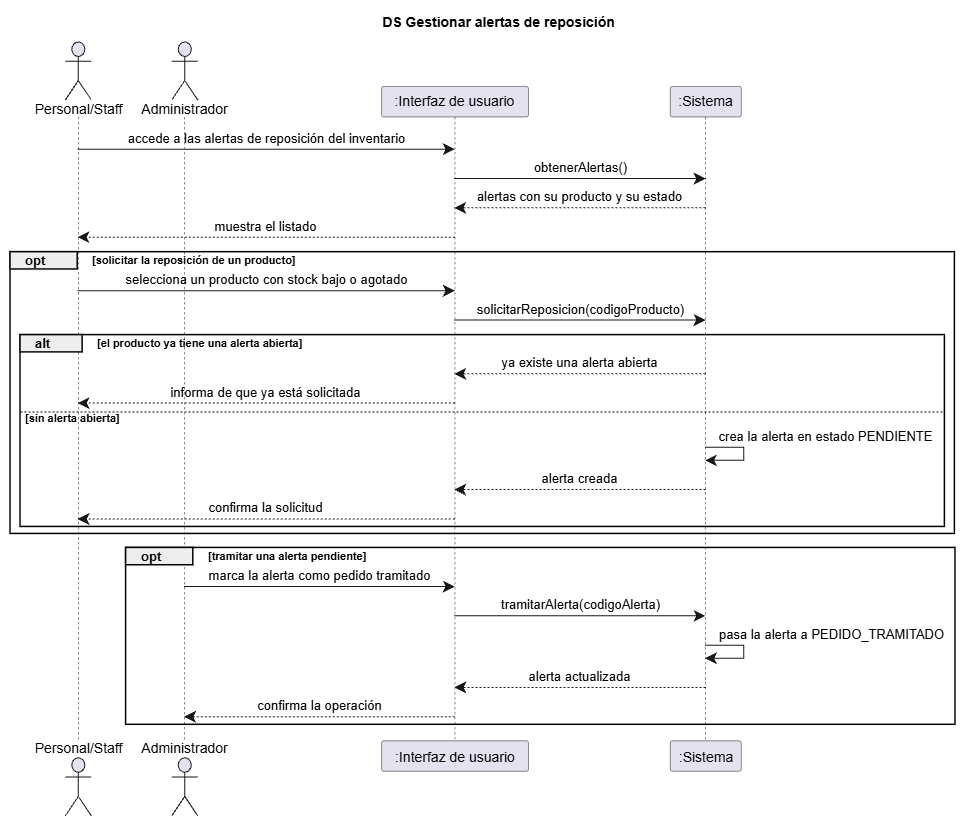 DS Gestionar alertas de reposición
Personal/Staff
Administrador
:Interfaz de usuario
:Sistema
accede a las alertas de reposición del inventario
obtenerAlertas()
alertas con su producto y su estado
muestra el listado
opt
[solicitar la reposición de un producto]
selecciona un producto con stock bajo o agotado
solicitarReposicion(codigoProducto)
alt
[el producto ya tiene una alerta abierta]
ya existe una alerta abierta
informa de que ya está solicitada
[sin alerta abierta]
crea la alerta en estado PENDIENTE
alerta creada
confirma la solicitud
opt
[tramitar una alerta pendiente]
marca la alerta como pedido tramitado
tramitarAlerta(codigoAlerta)
pasa la alerta a PEDIDO_TRAMITADO
alerta actualizada
confirma la operación
Personal/Staff
Administrador
:Interfaz de usuario
:Sistema